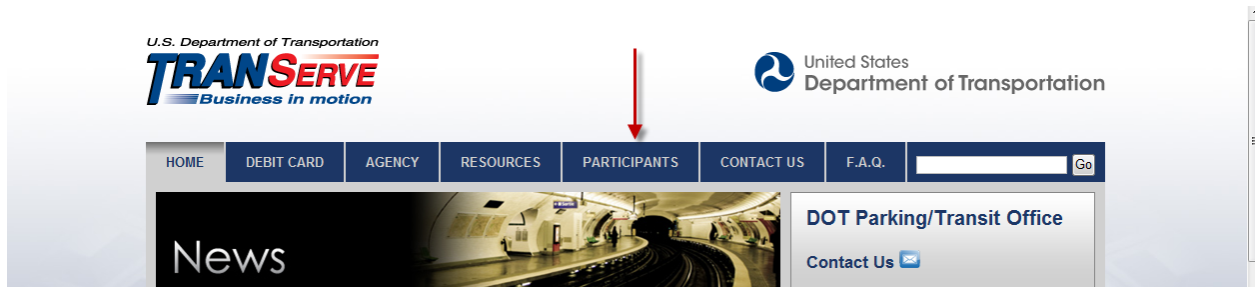 U.S. Department of Transportation
TRANSERVE
Business in motion
United States
Department of Transportation
HOME DEBIT CARD AGENCY RESOURCES PARTICIPANTS CONTACT US F.A.Q. Go
News
DOT Parking/Transit Office
Contact Us